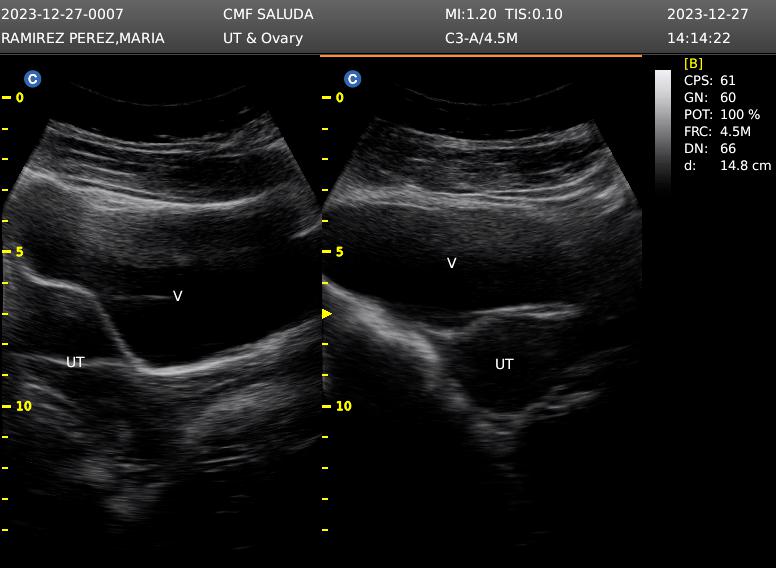 2023-12-27-0007 CMF SALUDA MI:1.20 TIS:0.10 2023-12-27
RAMIREZ PEREZ,MARIA UT & Ovary C3-A/4.5M 14:14:22
C C
[B]
CPS: 61
GN: 60
POT: 100 %
FRC: 4.5M
DN: 66
d: 14.8 cm
0 0
5 5
V
V
UT
UT
10 10